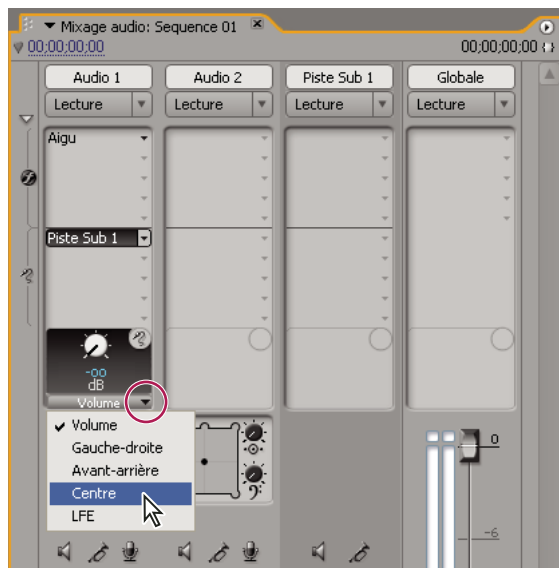 Mixage audio: Sequence 01
00;00;00;00
00;00;00;00
Audio 1
Audio 2
Piste Sub 1
Globale
Lecture
Lecture
Lecture
Lecture
Aigu
Piste Sub 1
-oo
dB
Volume
Volume
Gauche-droite
Avant-arrière
Centre
LFE
0
-6